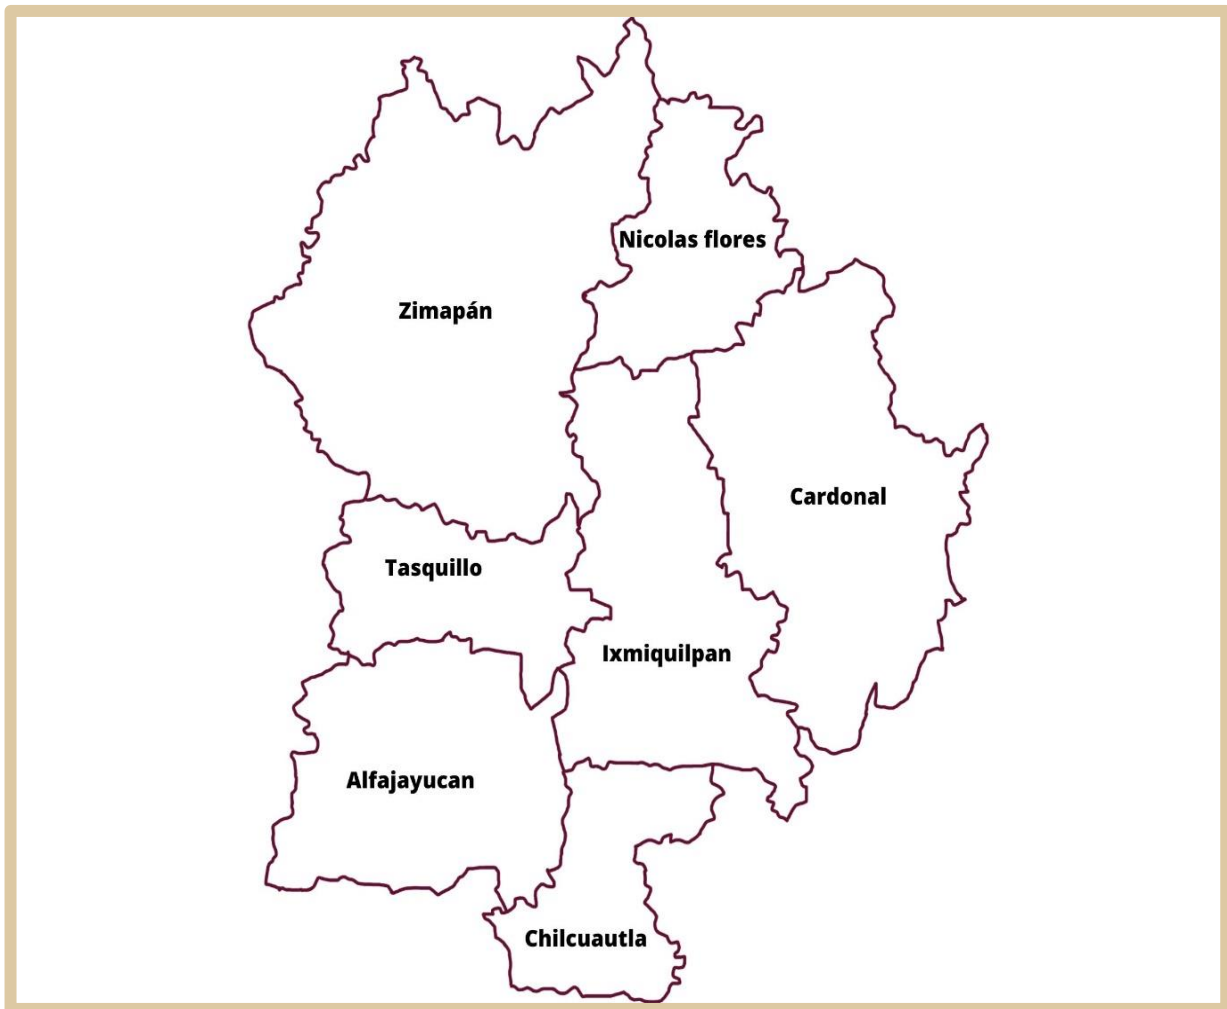 Nicolas flores
Zimapán
Cardonal
Tasquillo
Ixmiquilpan
Alfajayucan
Chilcuautla